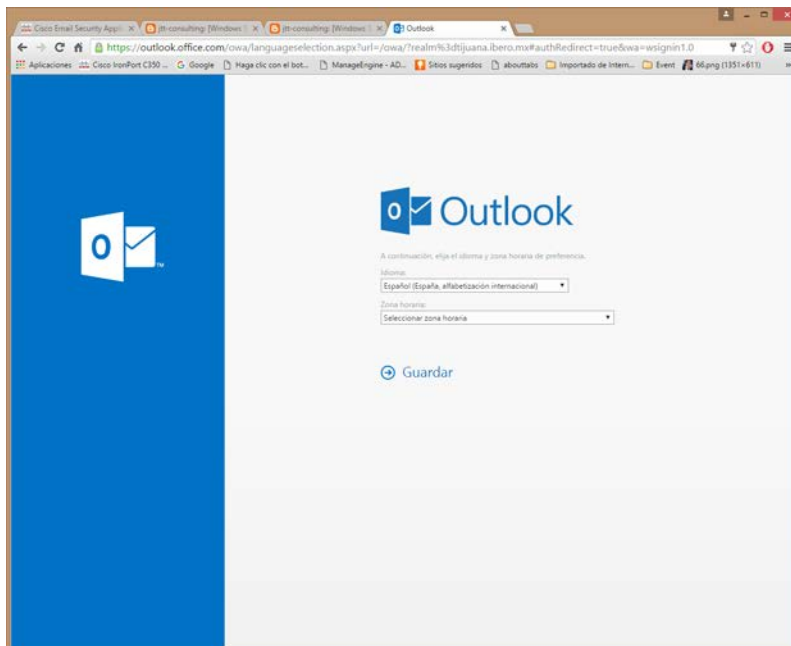 Cisco Email Security Appli
jtt-consulting: [Windows
jtt-consulting: [Windows
Outlook
https://outlook.office.com/owa/languageselection.aspx?url=/owa/?realm%3dtijuana.ibero.mx#authRedirect=true&wa=wsignin1.0
Aplicaciones Cisco IronPort C350 ... Google Haga clic con el bot... ManageEngine - AD... Sitios sugeridos abouttabs Importado de Intern... Event 66.png (1351×611)
Outlook
A continuación, elija el idioma y zona horaria de preferencia.
Idioma:
Español (España, alfabetización internacional)
Zona horaria:
Seleccionar zona horaria
Guardar